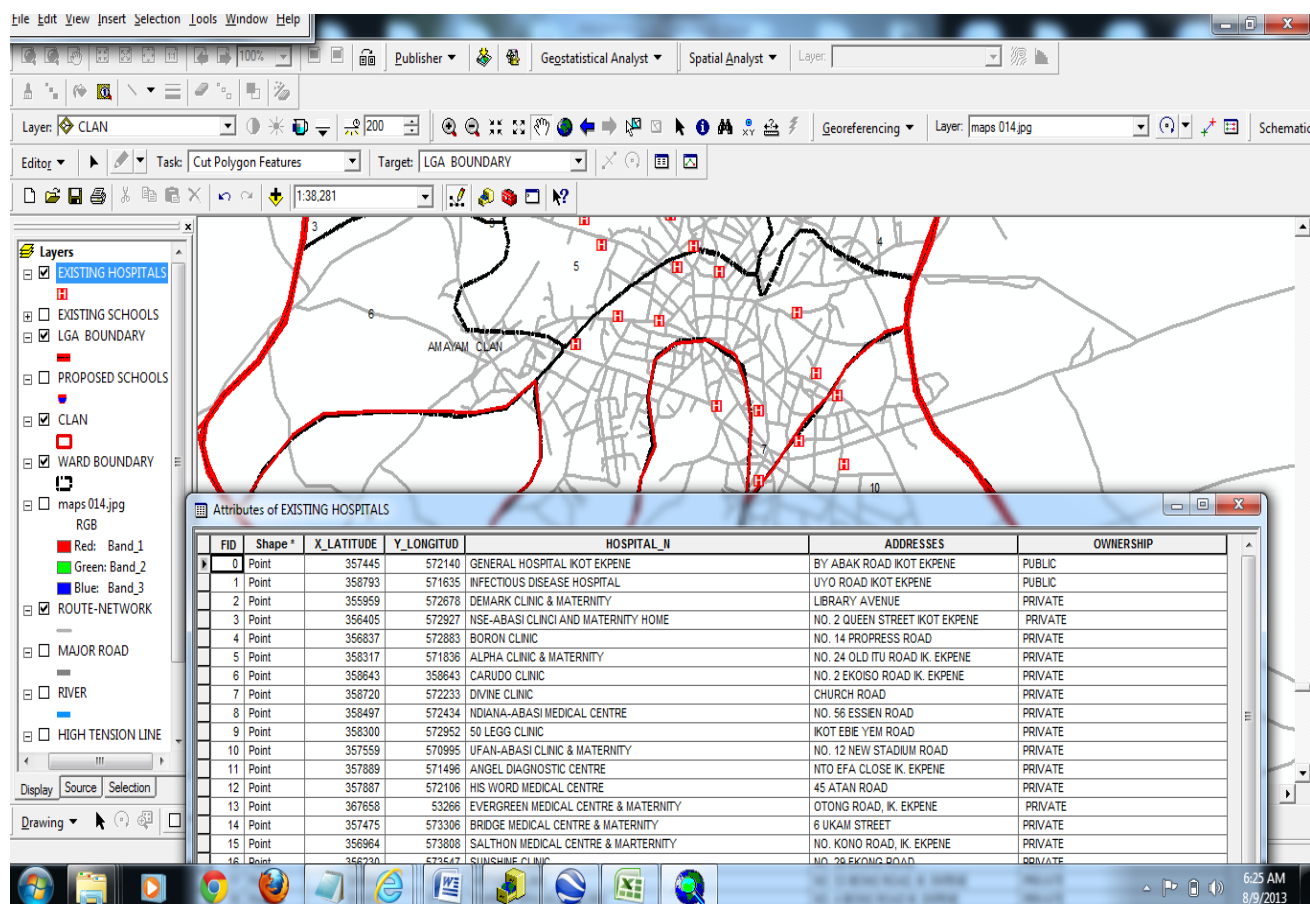 File Edit View Insert Selection Tools Window Help
100% Publisher Geostatistical Analyst Spatial Analyst Layer:
Layer: CLAN 200 Georeferencing Layer: maps 014.jpg Schematic
Editor Task: Cut Polygon Features Target: LGA BOUNDARY
1:38,281
Layers
EXISTING HOSPITALS
H
EXISTING SCHOOLS
LGA BOUNDARY
PROPOSED SCHOOLS
CLAN
WARD BOUNDARY
maps 014.jpg
RGB
Red: Band_1
Green: Band_2
Blue: Band_3
ROUTE-NETWORK
MAJOR ROAD
RIVER
HIGH TENSION LINE
Display Source Selection
Drawing
3
4
5
6
AMAYAM CLAN
7
10
Attributes of EXISTING HOSPITALS
FID Shape * X_LATITUDE Y_LONGITUD HOSPITAL_N ADDRESSES OWNERSHIP
0 Point 357445 572140 GENERAL HOSPITAL IKOT EKPENE BY ABAK ROAD IKOT EKPENE PUBLIC
1 Point 358793 571635 INFECTIOUS DISEASE HOSPITAL UYO ROAD IKOT EKPENE PUBLIC
2 Point 355959 572678 DEMARK CLINIC & MATERNITY LIBRARY AVENUE PRIVATE
3 Point 356405 572927 NSE-ABASI CLINCI AND MATERNITY HOME NO. 2 QUEEN STREET IKOT EKPENE PRIVATE
4 Point 356837 572883 BORON CLINIC NO. 14 PROPRESS ROAD PRIVATE
5 Point 358317 571836 ALPHA CLINIC & MATERNITY NO. 24 OLD ITU ROAD IK. EKPENE PRIVATE
6 Point 358643 358643 CARUDO CLINIC NO. 2 EKOISO ROAD IK. EKPENE PRIVATE
7 Point 358720 572233 DIVINE CLINIC CHURCH ROAD PRIVATE
8 Point 358497 572434 NDIANA-ABASI MEDICAL CENTRE NO. 56 ESSIEN ROAD PRIVATE
9 Point 358300 572952 50 LEGG CLINIC IKOT EBIE YEM ROAD PRIVATE
10 Point 357559 570995 UFAN-ABASI CLINIC & MATERNITY NO. 12 NEW STADIUM ROAD PRIVATE
11 Point 357889 571496 ANGEL DIAGNOSTIC CENTRE NTO EFA CLOSE IK. EKPENE PRIVATE
12 Point 357887 572106 HIS WORD MEDICAL CENTRE 45 ATAN ROAD PRIVATE
13 Point 367658 53266 EVERGREEN MEDICAL CENTRE & MATERNITY OTONG ROAD, IK. EKPENE PRIVATE
14 Point 357475 573306 BRIDGE MEDICAL CENTRE & MATERNITY 6 UKAM STREET PRIVATE
15 Point 356964 573808 SALTHON MEDICAL CENTRE & MARTERNITY NO. KONO ROAD, IK. EKPENE PRIVATE
16 Point 356230 573547 SUNSHINE CLINIC NO. 29 EKONG ROAD PRIVATE
6:25 AM
8/9/2013